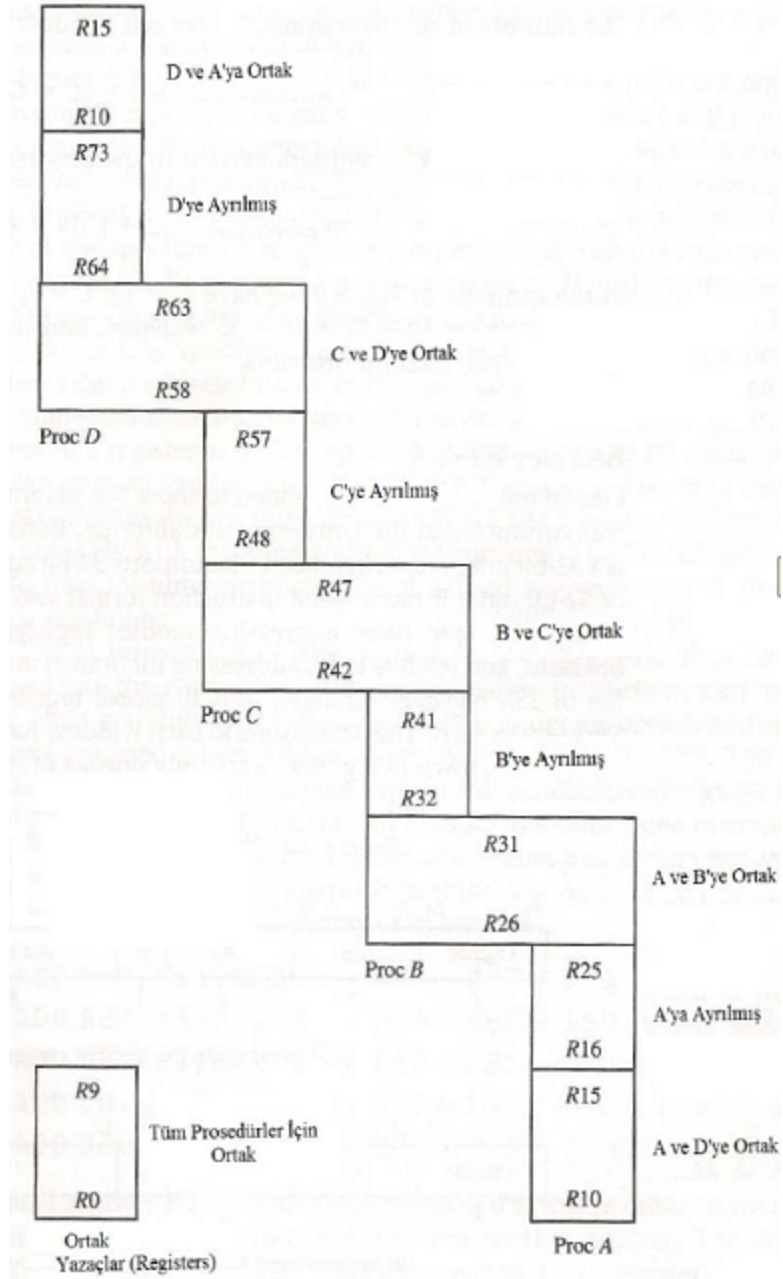 R15
D ve A'ya Ortak
R10
R73
D'ye Ayrılmış
R64
R63
C ve D'ye Ortak
R58
Proc D
R57
C'ye Ayrılmış
R48
R47
B ve C'ye Ortak
R42
Proc C
R41
B'ye Ayrılmış
R32
R31
A ve B'ye Ortak
R26
Proc B
R25
A'ya Ayrılmış
R16
R15
A ve D'ye Ortak
R10
Proc A
R9
Tüm Prosedürler İçin
Ortak
R0
Ortak
Yazaçlar (Registers)